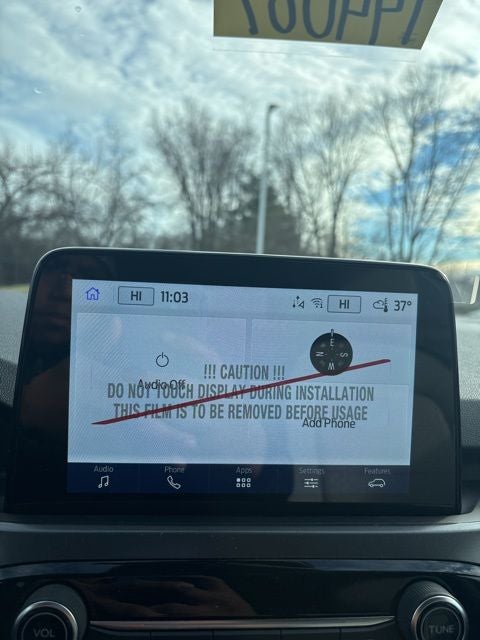 HI 11:03 HI 37°
E
N S
W
!!! CAUTION !!!
Audio Off
DO NOT TOUCH DISPLAY DURING INSTALLATION
THIS FILM IS TO BE REMOVED BEFORE USAGE
Add Phone
Audio Phone Apps Settings Features
VOL TUNE